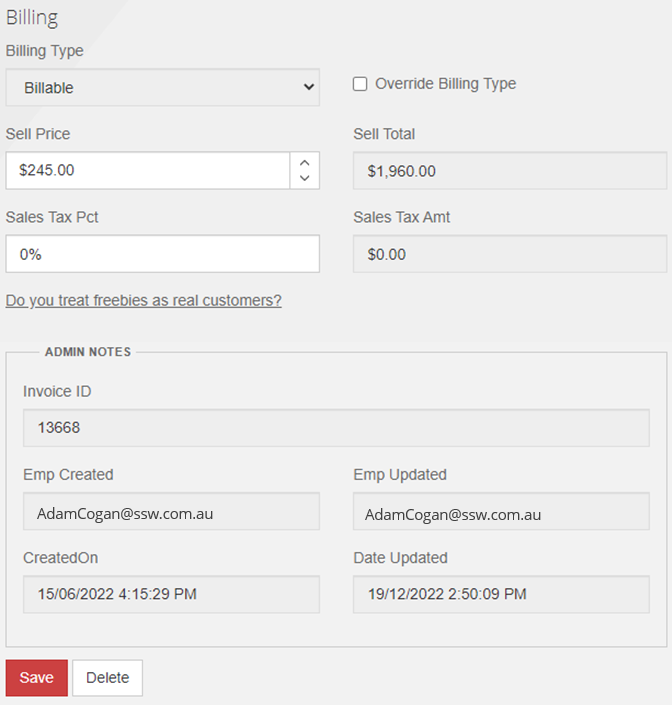 Billing
Billing Type
Billable
Override Billing Type
Sell Price
Sell Total
$245.00
$1,960.00
Sales Tax Pct
Sales Tax Amt
0%
$0.00
Do you treat freebies as real customers?
ADMIN NOTES
Invoice ID
13668
Emp Created
Emp Updated
AdamCogan@ssw.com.au
AdamCogan@ssw.com.au
CreatedOn
Date Updated
15/06/2022 4:15:29 PM
19/12/2022 2:50:09 PM
Save
Delete